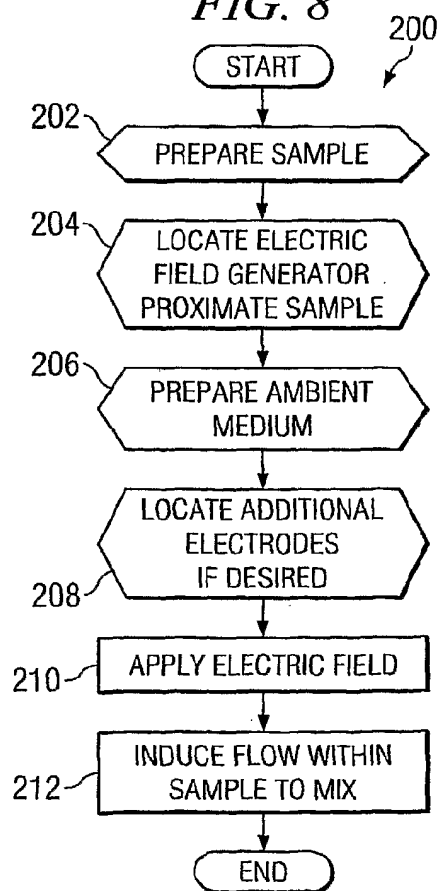 FIG. 8
200
START
202
PREPARE SAMPLE
204
LOCATE ELECTRIC
FIELD GENERATOR
PROXIMATE SAMPLE
206
PREPARE AMBIENT
MEDIUM
LOCATE ADDITIONAL
ELECTRODES
IF DESIRED
208
APPLY ELECTRIC FIELD
210
INDUCE FLOW WITHIN
SAMPLE TO MIX
212
END